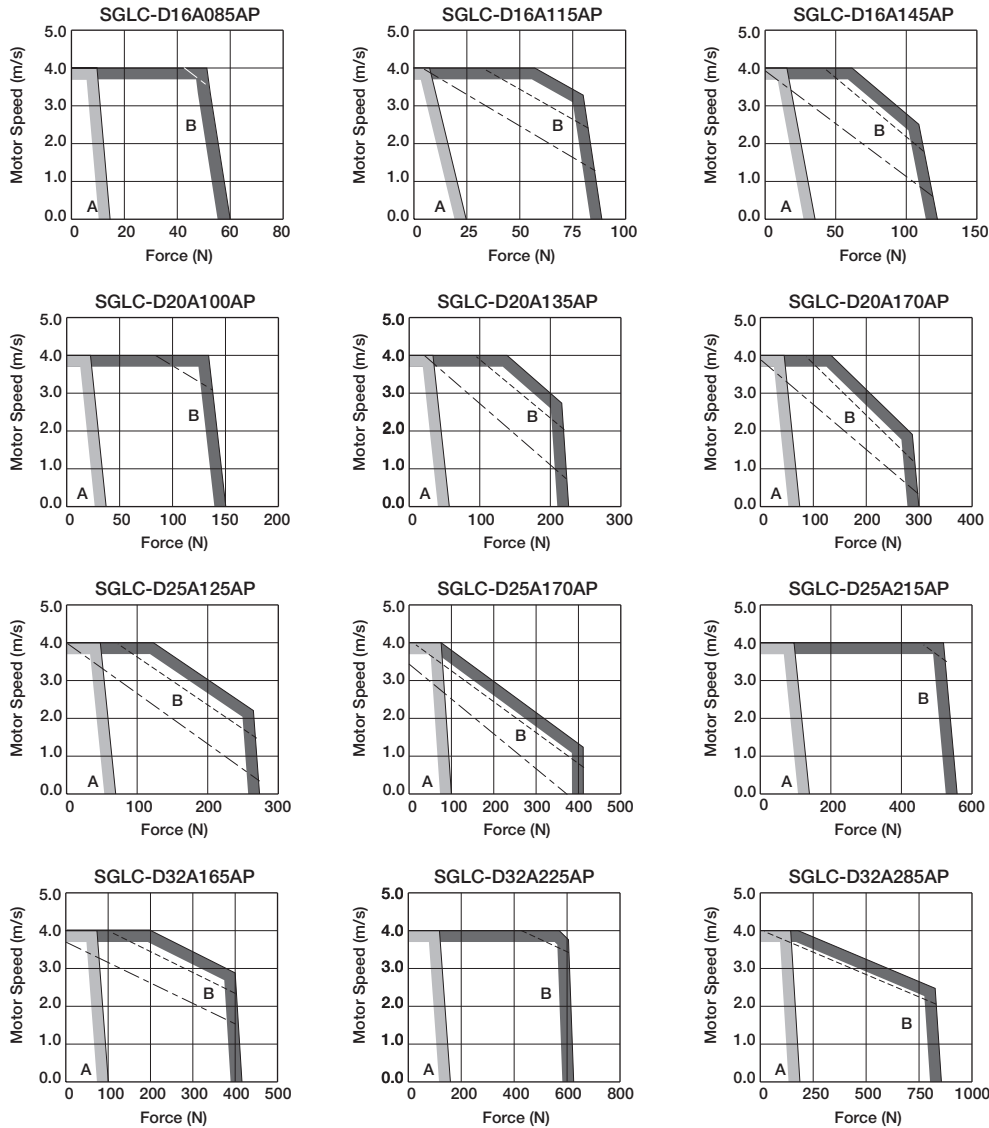 SGLC-D16A085AP
5.0
4.0
3.0
2.0
1.0
0.0
Motor Speed (m/s)
A
B
0 20 40 60 80
Force (N)
SGLC-D16A115AP
5.0
4.0
3.0
2.0
1.0
0.0
Motor Speed (m/s)
A
B
0 25 50 75 100
Force (N)
SGLC-D16A145AP
5.0
4.0
3.0
2.0
1.0
0.0
Motor Speed (m/s)
A
B
0 50 100 150
Force (N)
SGLC-D20A100AP
5.0
4.0
3.0
2.0
1.0
0.0
Motor Speed (m/s)
A
B
0 50 100 150 200
Force (N)
SGLC-D20A135AP
5.0
4.0
3.0
2.0
1.0
0.0
Motor Speed (m/s)
A
B
0 100 200 300
Force (N)
SGLC-D20A170AP
5.0
4.0
3.0
2.0
1.0
0.0
Motor Speed (m/s)
A
B
0 100 200 300 400
Force (N)
SGLC-D25A125AP
5.0
4.0
3.0
2.0
1.0
0.0
Motor Speed (m/s)
A
B
0 100 200 300
Force (N)
SGLC-D25A170AP
5.0
4.0
3.0
2.0
1.0
0.0
Motor Speed (m/s)
A
B
0 100 200 300 400 500
Force (N)
SGLC-D25A215AP
5.0
4.0
3.0
2.0
1.0
0.0
Motor Speed (m/s)
A
B
0 200 400 600
Force (N)
SGLC-D32A165AP
5.0
4.0
3.0
2.0
1.0
0.0
Motor Speed (m/s)
A
B
0 100 200 300 400 500
Force (N)
SGLC-D32A225AP
5.0
4.0
3.0
2.0
1.0
0.0
Motor Speed (m/s)
A
B
0 200 400 600 800
Force (N)
SGLC-D32A285AP
5.0
4.0
3.0
2.0
1.0
0.0
Motor Speed (m/s)
A
B
0 250 500 750 1000
Force (N)